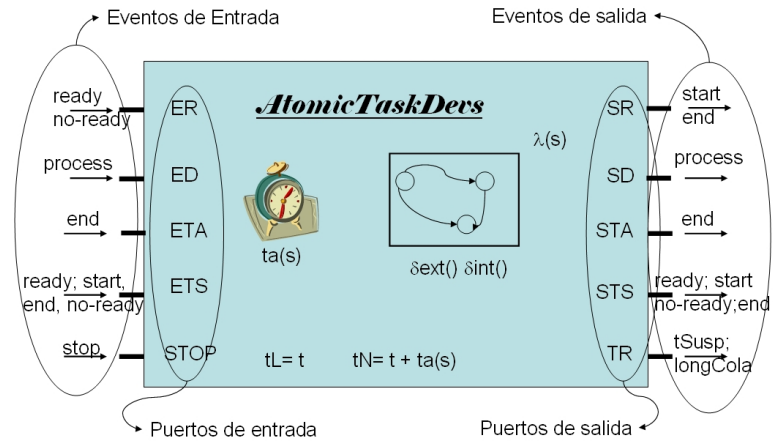 Eventos de Entrada
Eventos de salida
AtomicTaskDevs
ready
no-ready
ER
SR
start
end
λ(s)
process
ED
SD
process
end
ETA
STA
end
ta(s)
δext() δint()
ready; start,
end, no-ready
ETS
STS
ready; start
no-ready;end
stop
STOP
tL= t
tN= t + ta(s)
TR
tSusp;
longCola
Puertos de entrada
Puertos de salida